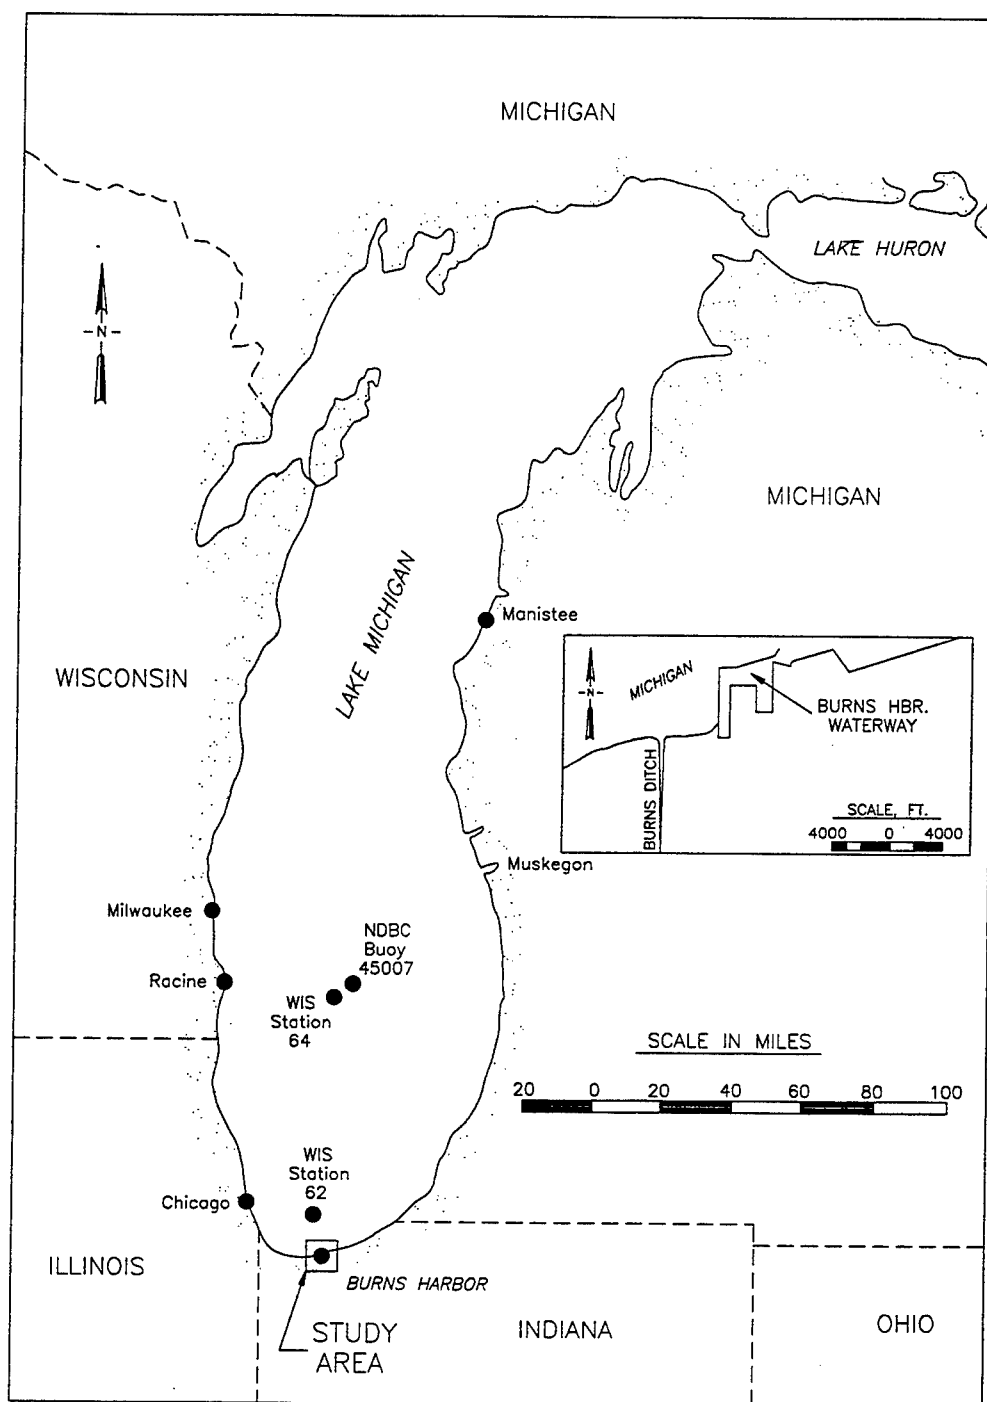 MICHIGAN
LAKE HURON
N
MICHIGAN
LAKE MICHIGAN
Manistee
WISCONSIN
MICHIGAN
N
BURNS HBR.
WATERWAY
BURNS DITCH
SCALE, FT.
4000 0 4000
Muskegon
Milwaukee
NDBC
Buoy
45007
Racine
WIS
Station
64
SCALE IN MILES
20 0 20 40 60 80 100
WIS
Station
62
Chicago
ILLINOIS
BURNS HARBOR
STUDY
AREA
INDIANA
OHIO